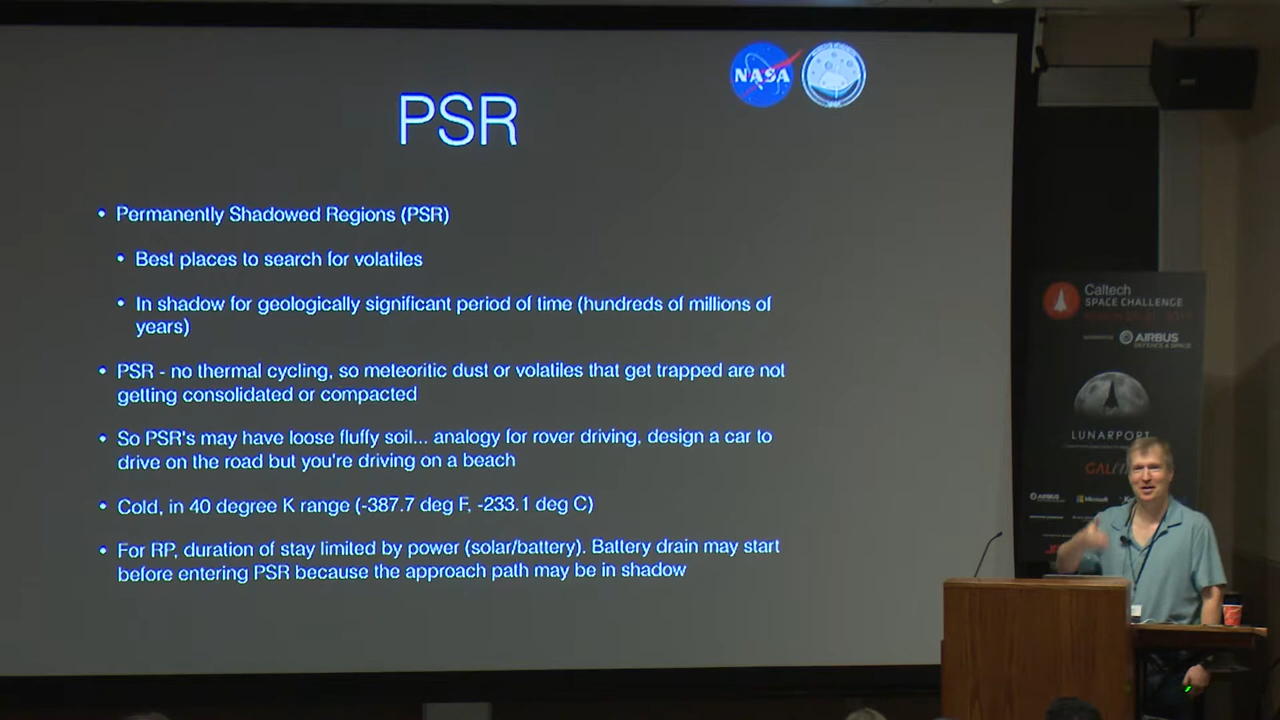 NASA
PSR
• Permanently Shadowed Regions (PSR)
• Best places to search for volatiles
• In shadow for geologically significant period of time (hundreds of millions of
years)
• PSR - no thermal cycling, so meteoritic dust or volatiles that get trapped are not
getting consolidated or compacted
• So PSR's may have loose fluffy soil... analogy for rover driving, design a car to
drive on the road but you're driving on a beach
• Cold, in 40 degree K range (-387.7 deg F, -233.1 deg C)
• For RP, duration of stay limited by power (solar/battery). Battery drain may start
before entering PSR because the approach path may be in shadow
Caltech
SPACE CHALLENGE
AIRBUS
DEFENCE & SPACE
LUNARPORT
AIRBUS
Microsoft